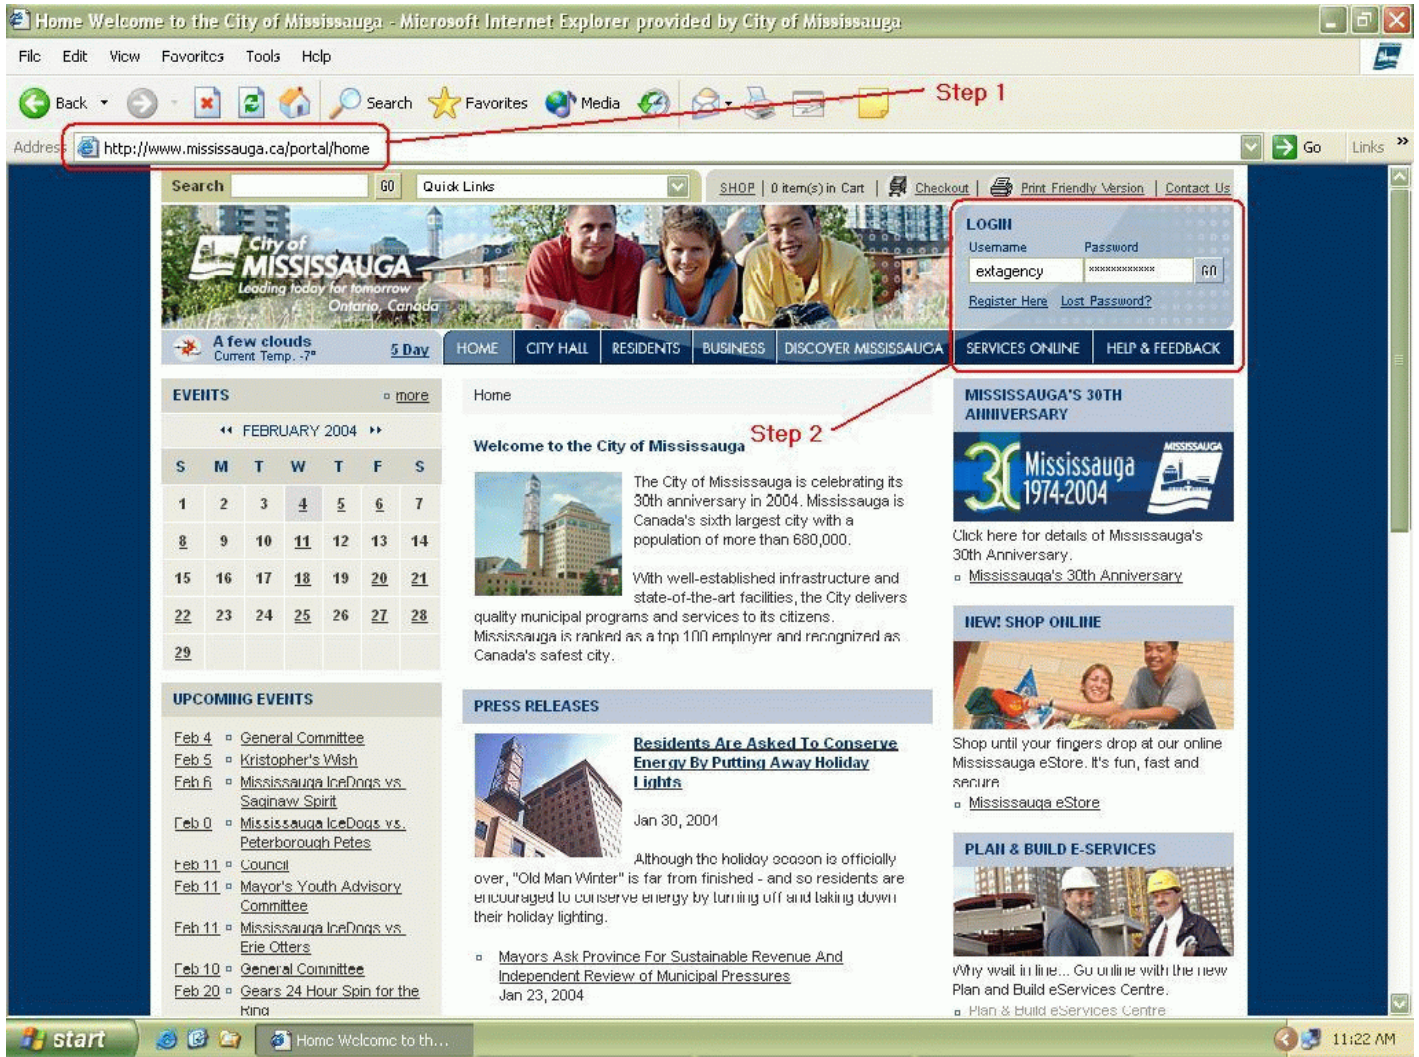 Home Welcome to the City of Mississauga - Microsoft Internet Explorer provided by City of Mississauga
File Edit View Favorites Tools Help
Back Search Favorites Media
Step 1
Address http://www.mississauga.ca/portal/home Go Links »
Search GO Quick Links SHOP | 0 item(s) in Cart | Checkout | Print Friendly Version | Contact Us
City of
MISSISSAUGA
Leading today for tomorrow
Ontario, Canada
LOGIN
Username Password
extagency ************ GO
Register Here Lost Password?
A few clouds
Current Temp. -7° 5 Day
HOME CITY HALL RESIDENTS BUSINESS DISCOVER MISSISSAUGA SERVICES ONLINE HELP & FEEDBACK
EVENTS more
FEBRUARY 2004
S M T W T F S
1 2 3 4 5 6 7
8 9 10 11 12 13 14
15 16 17 18 19 20 21
22 23 24 25 26 27 28
29
UPCOMING EVENTS
Feb 4 General Committee
Feb 5 Kristopher's Wish
Feb 6 Mississauga IceDogs vs.
Saginaw Spirit
Feb Mississauga IceDogs vs.
Peterborough Petes
Feb 11 Council
Feb 11 Mayor's Youth Advisory
Committee
Feb 11 Mississauga IceDogs vs.
Erie Otters
Feb General Committee
Feb 20 Gears 24 Hour Spin for the
Ring
Home
Step 2
Welcome to the City of Mississauga
The City of Mississauga is celebrating its
30th anniversary in 2004. Mississauga is
Canada's sixth largest city with a
population of more than 680,000.
With well-established infrastructure and
state-of-the-art facilities, the City delivers
quality municipal programs and services to its citizens.
Mississauga is ranked as a top 100 employer and recognized as
Canada's safest city.
PRESS RELEASES
Residents Are Asked To Conserve
Energy By Putting Away Holiday
Lights
Jan 30, 2004
Although the holiday season is officially
over, "Old Man Winter" is far from finished - and so residents are
encouraged to conserve energy by turning off and taking down
their holiday lighting.
Mayors Ask Province For Sustainable Revenue And
Independent Review of Municipal Pressures
Jan 23, 2004
MISSISSAUGA'S 30TH
ANNIVERSARY
30 Mississauga
1974-2004
MISSISSAUGA
Click here for details of Mississauga's
30th Anniversary.
Mississauga's 30th Anniversary
NEW! SHOP ONLINE
Shop until your fingers drop at our online
Mississauga eStore. It's fun, fast and
secure.
Mississauga eStore
PLAN & BUILD E-SERVICES
Why wait in line... Go online with the new
Plan and Build eServices Centre.
Plan & Build eServices Centre
start Home Welcome to th... 11:22 AM